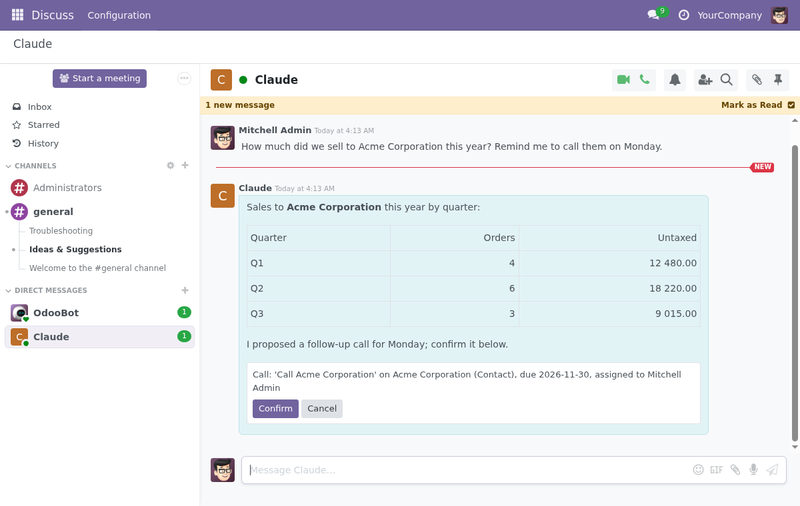 Discuss Configuration 9 YourCompany
Claude
Start a meeting
Inbox
Starred
History
CHANNELS
Administrators
general
Troubleshooting
Ideas & Suggestions
Welcome to the #general channel
DIRECT MESSAGES
OdooBot 1
C Claude 1
C Claude
1 new message Mark as Read
Mitchell Admin Today at 4:13 AM
How much did we sell to Acme Corporation this year? Remind me to call them on Monday.
NEW
C Claude Today at 4:13 AM
Sales to Acme Corporation this year by quarter:
Quarter Orders Untaxed
Q1 4 12 480.00
Q2 6 18 220.00
Q3 3 9 015.00
I proposed a follow-up call for Monday; confirm it below.
Call: 'Call Acme Corporation' on Acme Corporation (Contact), due 2026-11-30, assigned to Mitchell
Admin
Confirm Cancel
Message Claude... GIF